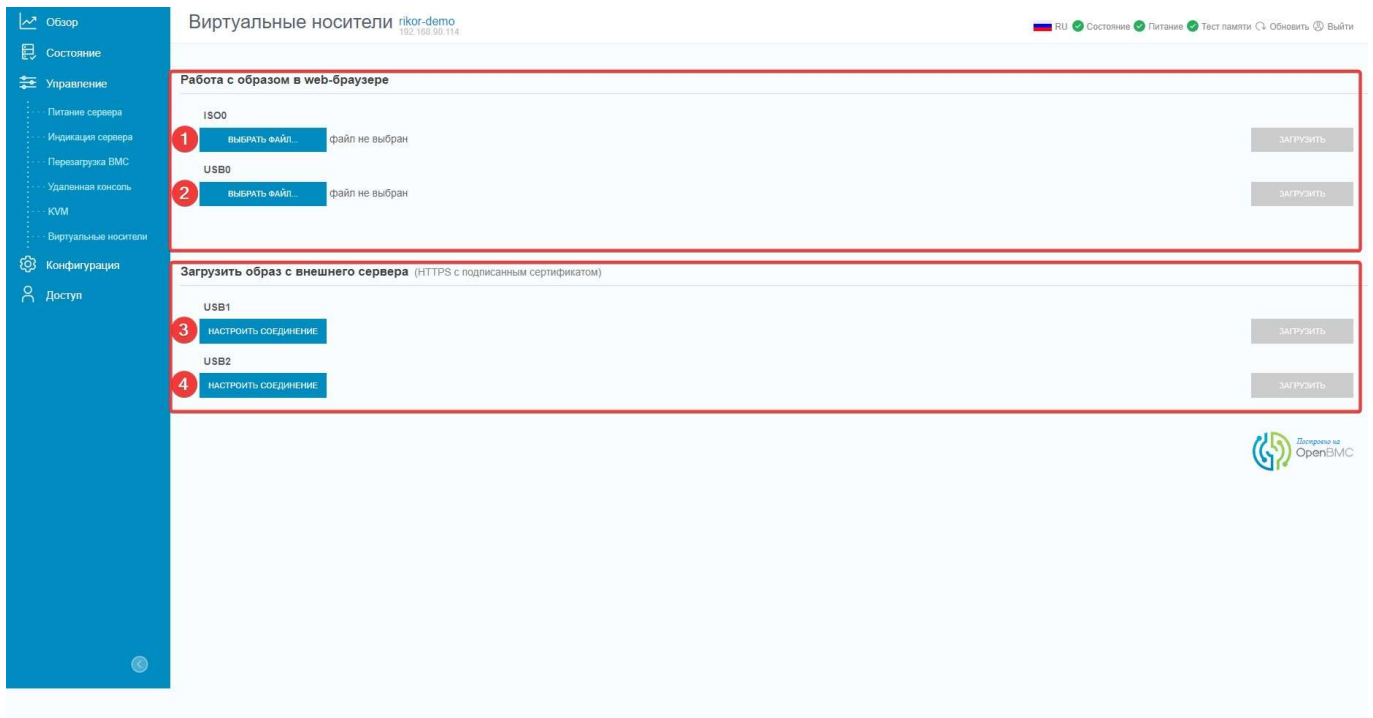 Обзор
Состояние
Управление
Питание сервера
Индикация сервера
Перезагрузка BMC
Удаленная консоль
KVM
Виртуальные носители
Конфигурация
Доступ
Виртуальные носители rikor-demo
192.168.90.114
RU Состояние Питание Тест памяти Обновить Выйти
Работа с образом в web-браузере
ISO0
1 ВЫБРАТЬ ФАЙЛ... файл не выбран ЗАГРУЗИТЬ
USB0
2 ВЫБРАТЬ ФАЙЛ... файл не выбран ЗАГРУЗИТЬ
Загрузить образ с внешнего сервера (HTTPS с подписанным сертификатом)
USB1
3 НАСТРОИТЬ СОЕДИНЕНИЕ ЗАГРУЗИТЬ
USB2
4 НАСТРОИТЬ СОЕДИНЕНИЕ ЗАГРУЗИТЬ
Построено на
OpenBMC